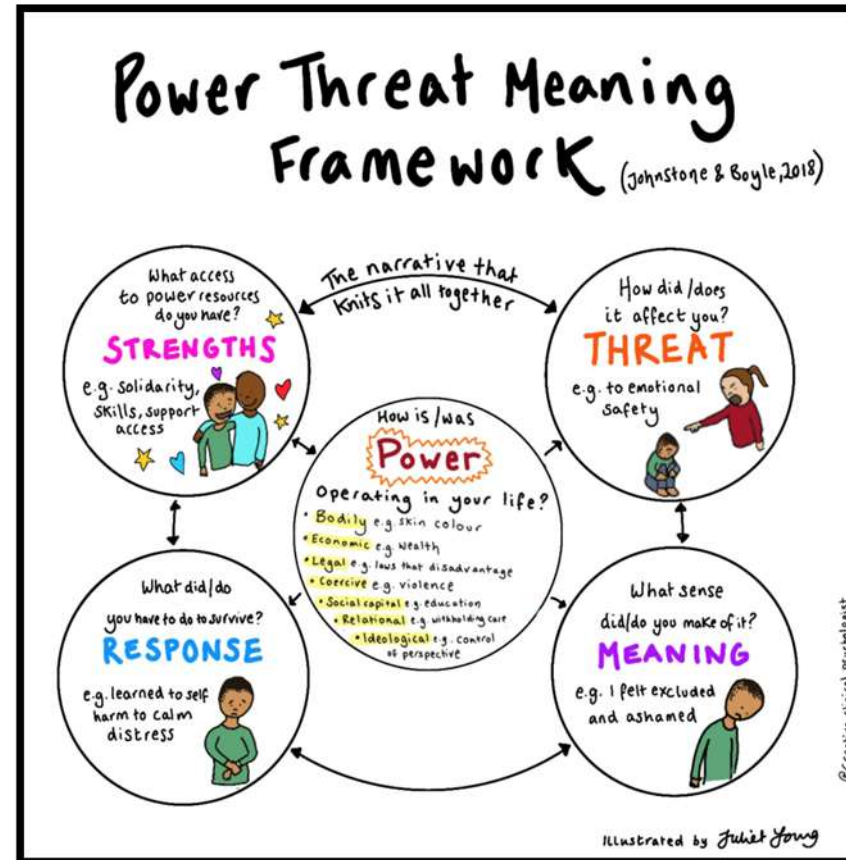 Power Threat Meaning
Framework (Johnstone & Boyle, 2018)
The narrative that
knits it all together
What access
to power resources
do you have?
STRENGTHS
e.g. solidarity,
skills, support
access
How did/does
it affect you?
THREAT
e.g. to emotional
safety
How is/was
Power
Operating in your life?
• Bodily e.g. skin colour
• Economic e.g. wealth
• Legal e.g. laws that disadvantage
• Coercive e.g. violence
• Social capital e.g. education
• Relational e.g. withholding care
• Ideological e.g. control
of perspective
What did/do
you have to do to survive?
RESPONSE
e.g. learned to self
harm to calm
distress
What sense
did/do you make of it?
MEANING
e.g. I felt excluded
and ashamed
Illustrated by Juliet Young